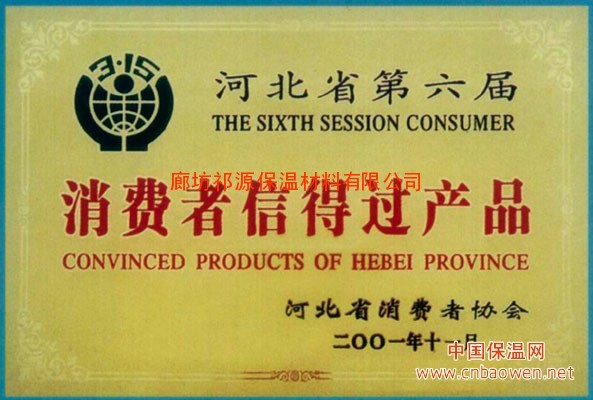 3·15
河北省第六届
THE SIXTH SESSION CONSUMER
廊坊祁源保温材料有限公司
消费者信得过产品
CONVINCED PRODUCTS OF HEBEI PROVINCE
河北省消费者协会
二〇〇一年十一月
中国保温网
www.cnbaowen.net